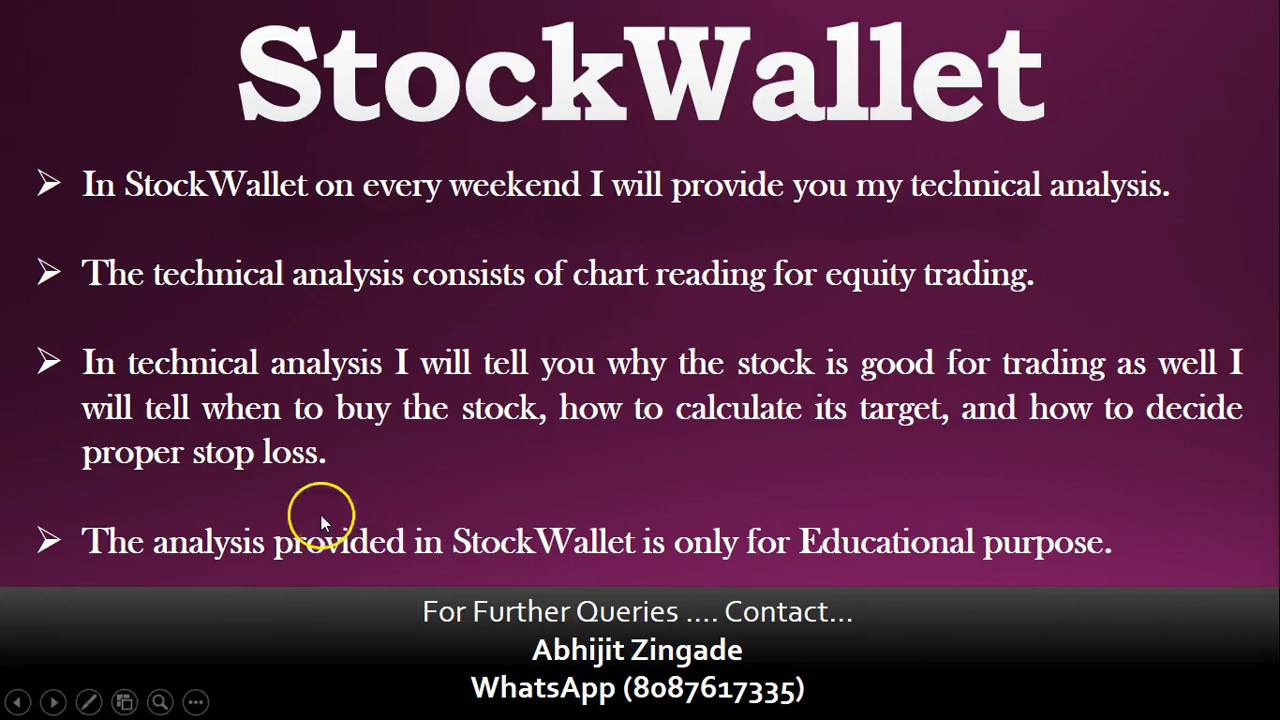 StockWallet
In StockWallet on every weekend I will provide you my technical analysis.
The technical analysis consists of chart reading for equity trading.
In technical analysis I will tell you why the stock is good for trading as well I
will tell when to buy the stock, how to calculate its target, and how to decide
proper stop loss.
The analysis provided in StockWallet is only for Educational purpose.
For Further Queries .... Contact...
Abhijit Zingade
WhatsApp (8087617335)